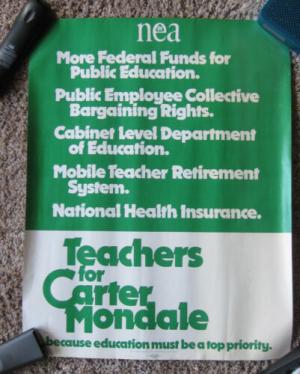 nea
More Federal Funds for
Public Education.
Public Employee Collective
Bargaining Rights.
Cabinet Level Department
of Education.
Mobile Teacher Retirement
System.
National Health Insurance.
Teachers
for
Carter
Mondale
because education must be a top priority.